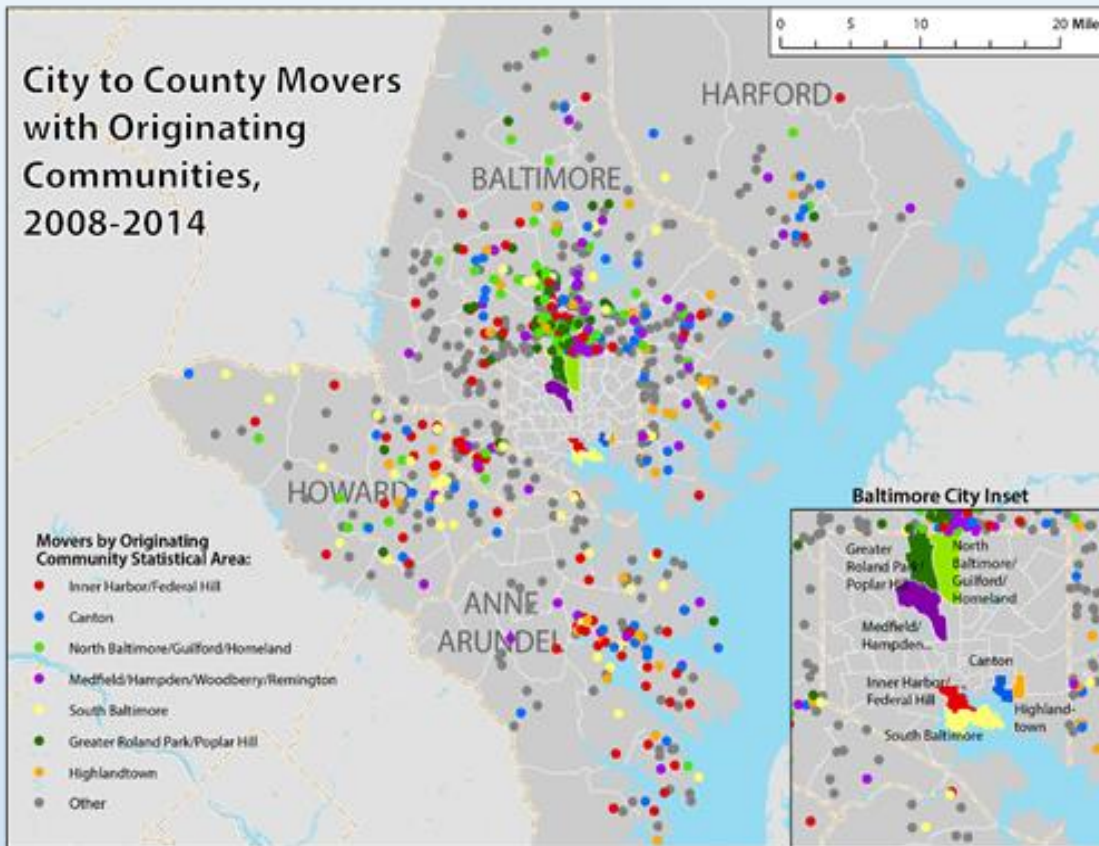 City to County Movers
with Originating
Communities,
2008-2014
0 5 10 20 Mile
HARFORD
BALTIMORE
HOWARD
ANNE
ARUNDEL
Movers by Originating
Community Statistical Area:
Inner Harbor/Federal Hill
Canton
North Baltimore/Guilford/Homeland
Medfield/Hampden/Woodberry/Remington
South Baltimore
Greater Roland Park/Poplar Hill
Highlandtown
Other
Baltimore City Inset
Greater
Roland Park/
Poplar Hill
North
Baltimore/
Guilford/
Homeland
Medfield/
Hampden...
Canton
Inner Harbor/...
Federal Hill
Highland-
town
South Baltimore